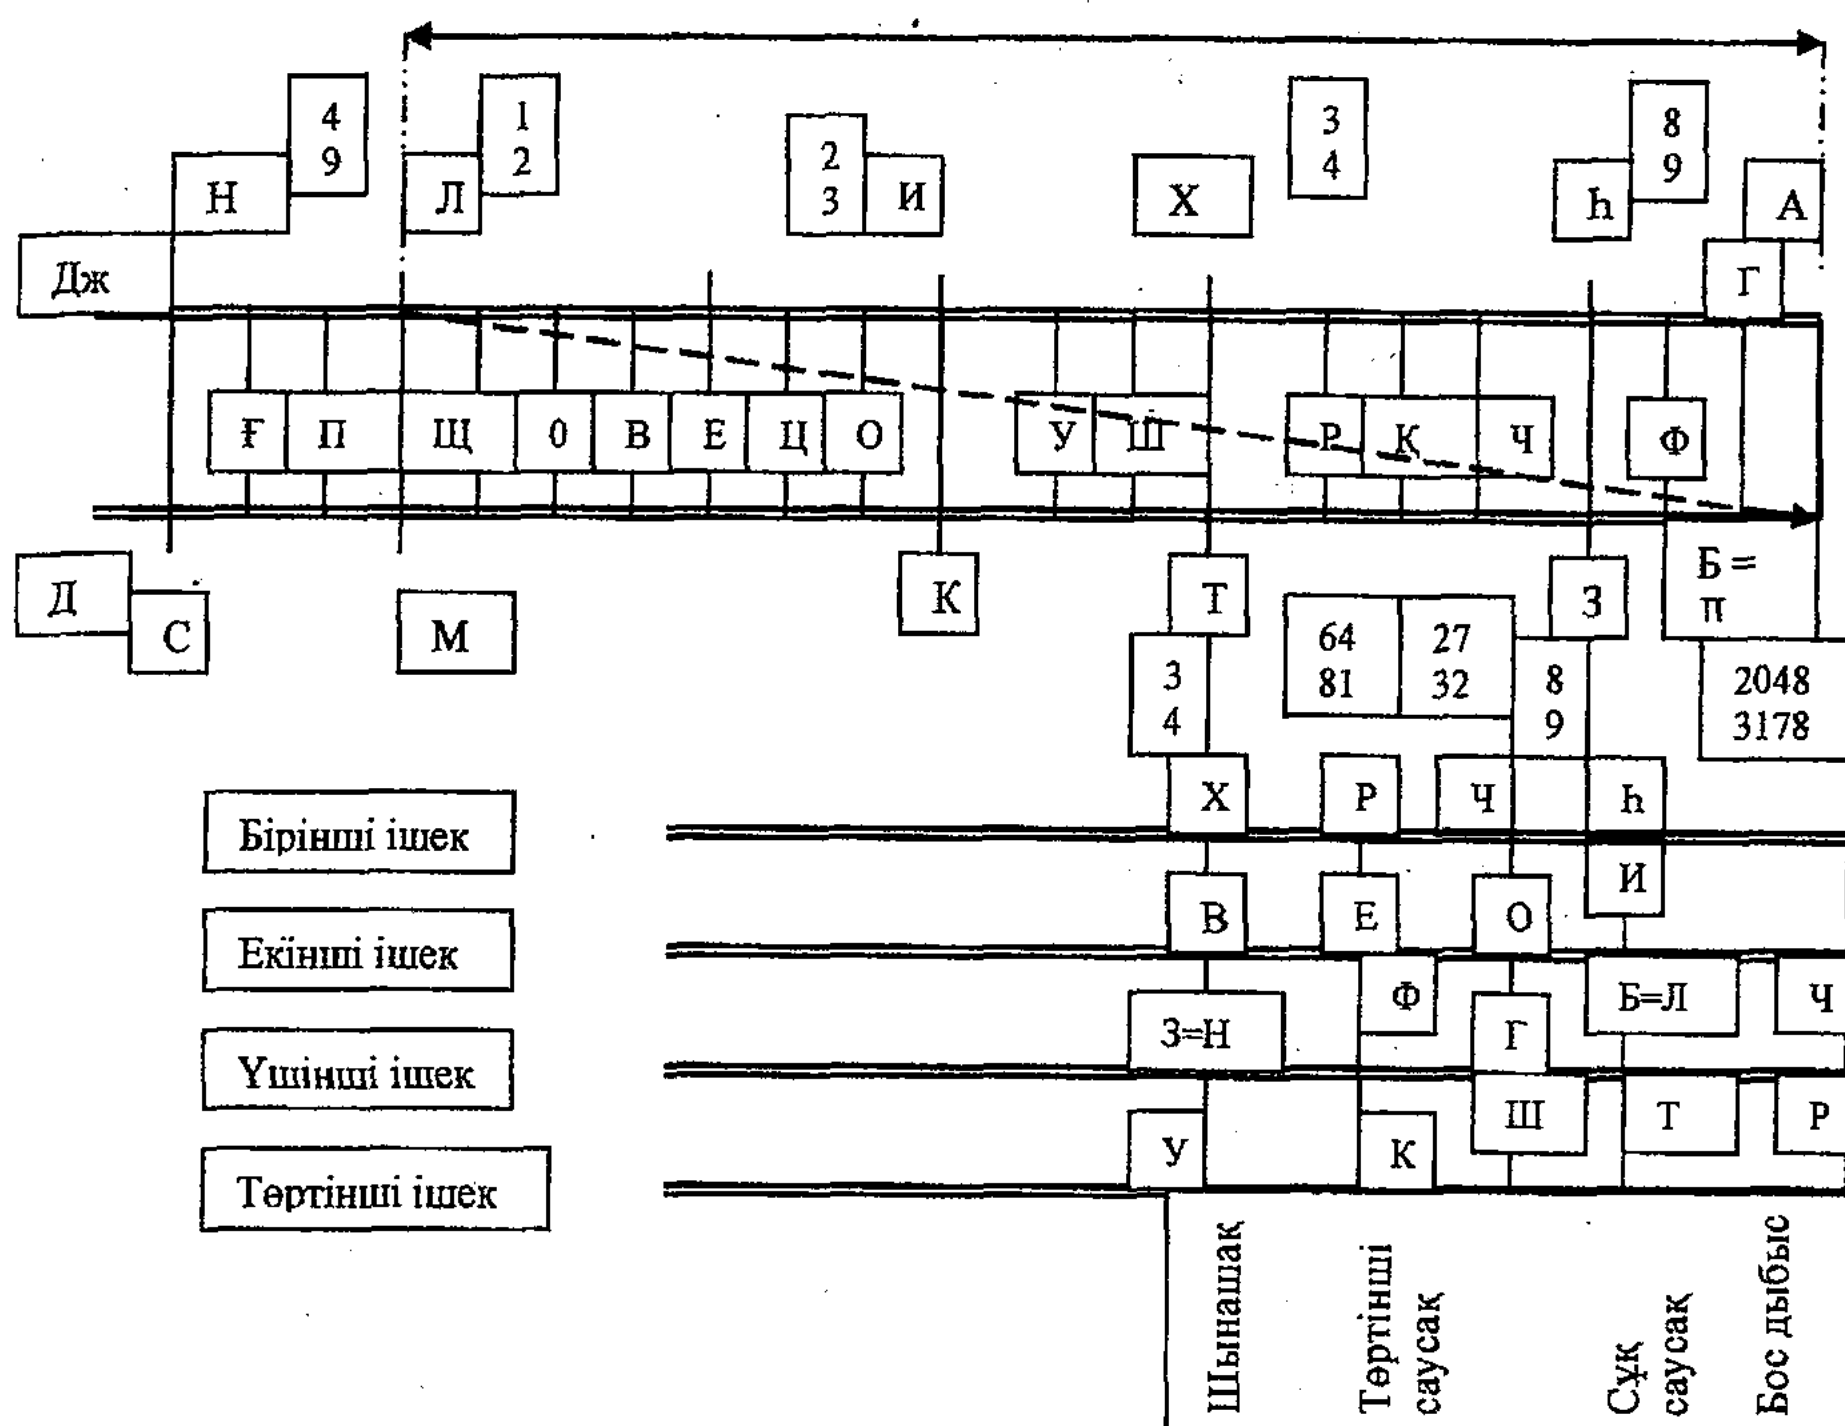 4
9
1
2
2
3
3
4
8
9
Н
Л
И
Х
һ
А
Дж
Г
Ғ П Щ 0 В Е Ц О У Ш Р Қ Ч Ф
Д
С
М
К
Т
З
Б =
п
3
4
64
81
27
32
8
9
2048
3178
Х Р Ч һ
Бірінші ішек
И
В Е О
Екінші ішек
Ф Б=Л Ч
З=Н Г
Үшінші ішек
Ш Т Р
У К
Төртінші ішек
Шынашақ
Төртінші
саусақ
Сұқ
саусақ
Бос дыбыс